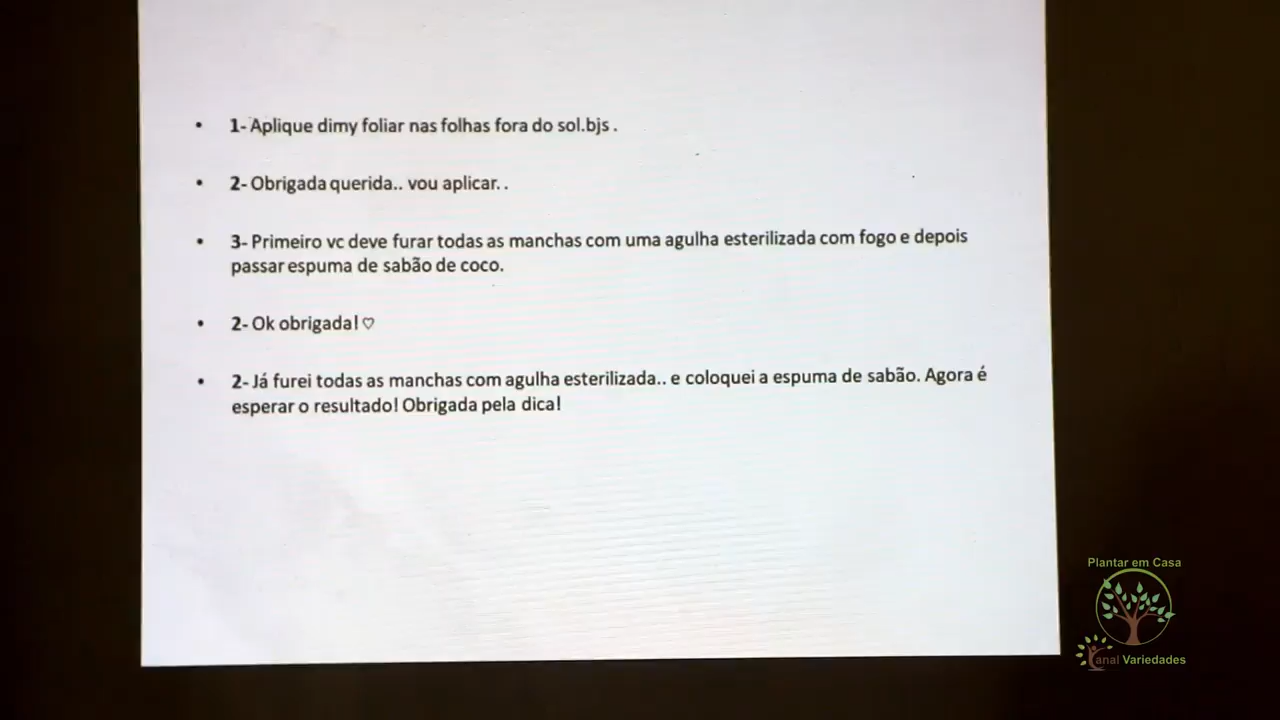 • 1- Aplique dimy foliar nas folhas fora do sol.bjs .
• 2- Obrigada querida.. vou aplicar. .
• 3- Primeiro vc deve furar todas as manchas com uma agulha esterilizada com fogo e depois
passar espuma de sabão de coco.
• 2- Ok obrigada! ♡
• 2- Já furei todas as manchas com agulha esterilizada.. e coloquei a espuma de sabão. Agora é
esperar o resultado! Obrigada pela dica!
Plantar em Casa
Canal Variedades